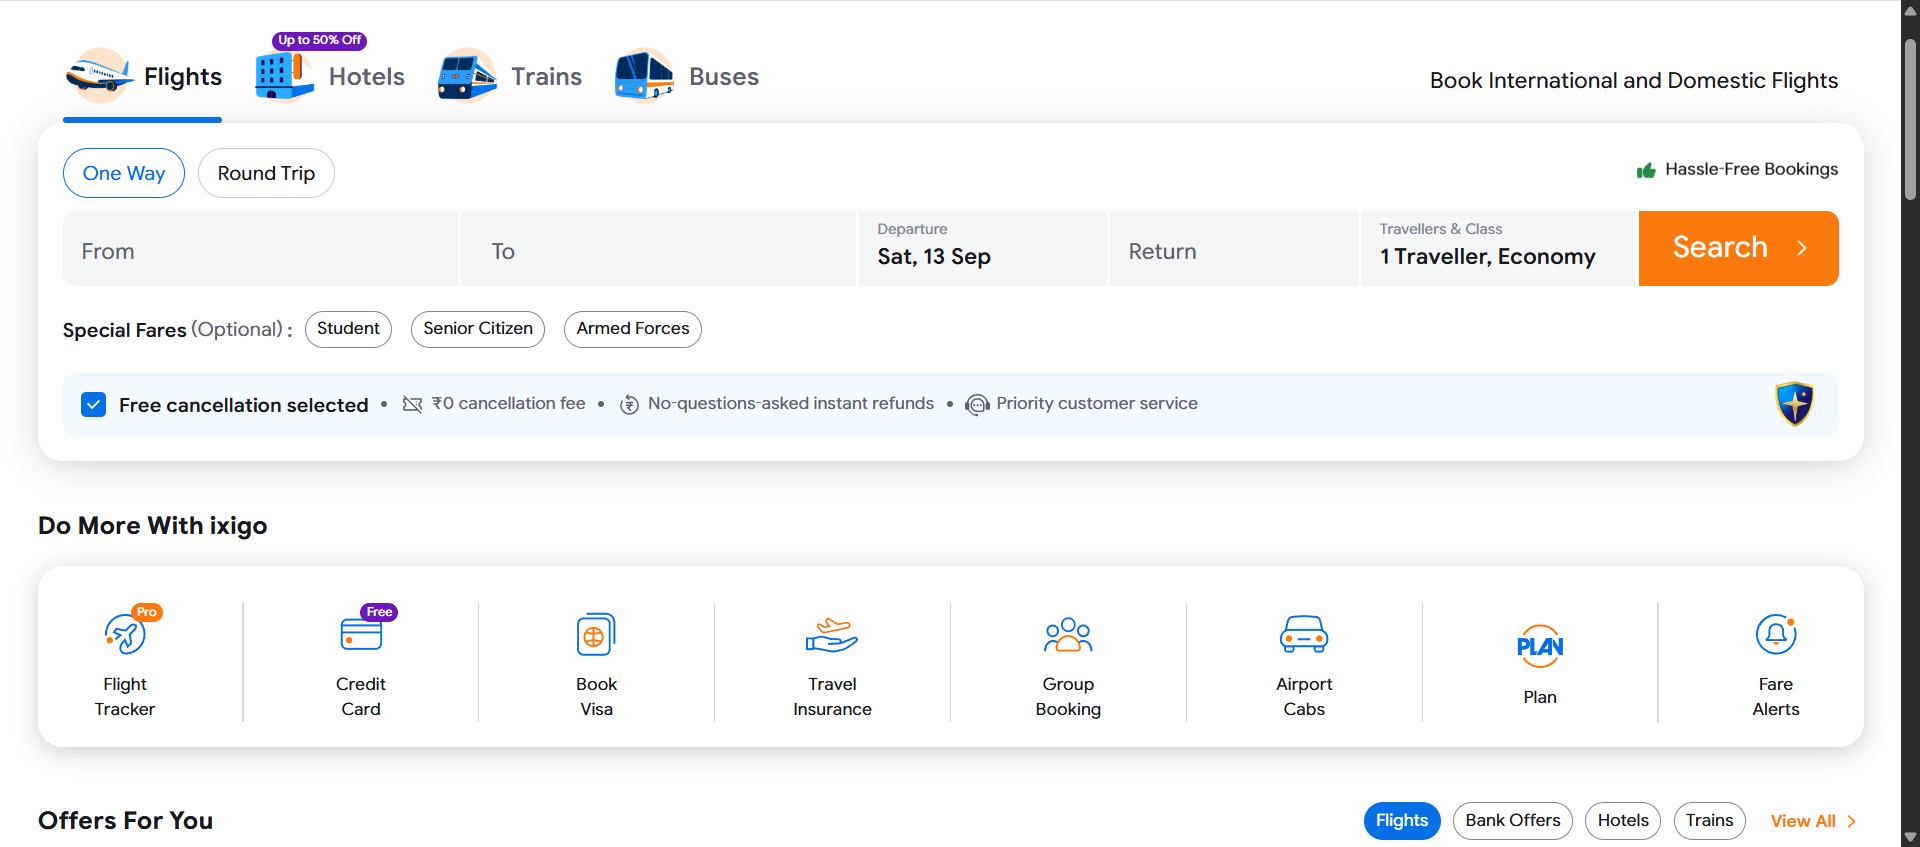 Up to 50% Off
Flights
Hotels
Trains
Buses
Book International and Domestic Flights
One Way
Round Trip
Hassle-Free Bookings
From
To
Departure
Sat, 13 Sep
Return
Travellers & Class
1 Traveller, Economy
Search
Special Fares (Optional) :
Student
Senior Citizen
Armed Forces
Free cancellation selected • ₹0 cancellation fee • No-questions-asked instant refunds • Priority customer service
Do More With ixigo
Pro
Flight
Tracker
Free
Credit
Card
Book
Visa
Travel
Insurance
Group
Booking
Airport
Cabs
PLAN
Plan
Fare
Alerts
Offers For You
Flights
Bank Offers
Hotels
Trains
View All